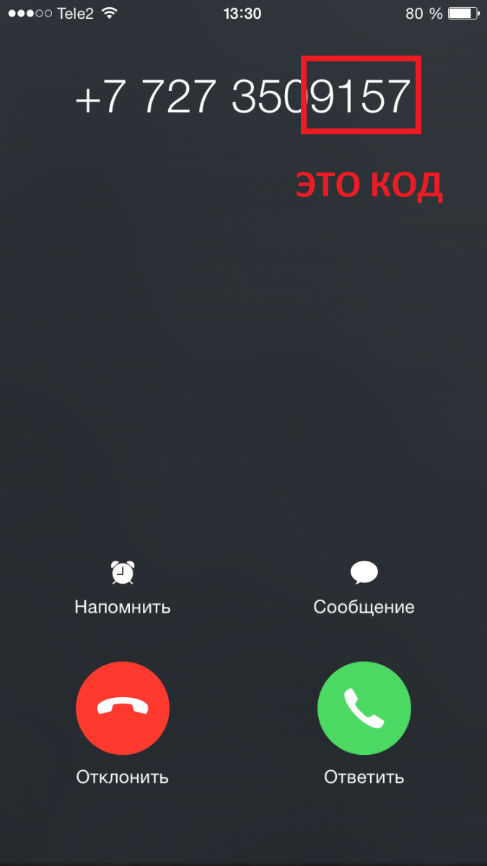 Tele2 13:30 80 %
+7 727 3509157
ЭТО КОД
Напомнить Сообщение
Отклонить Ответить